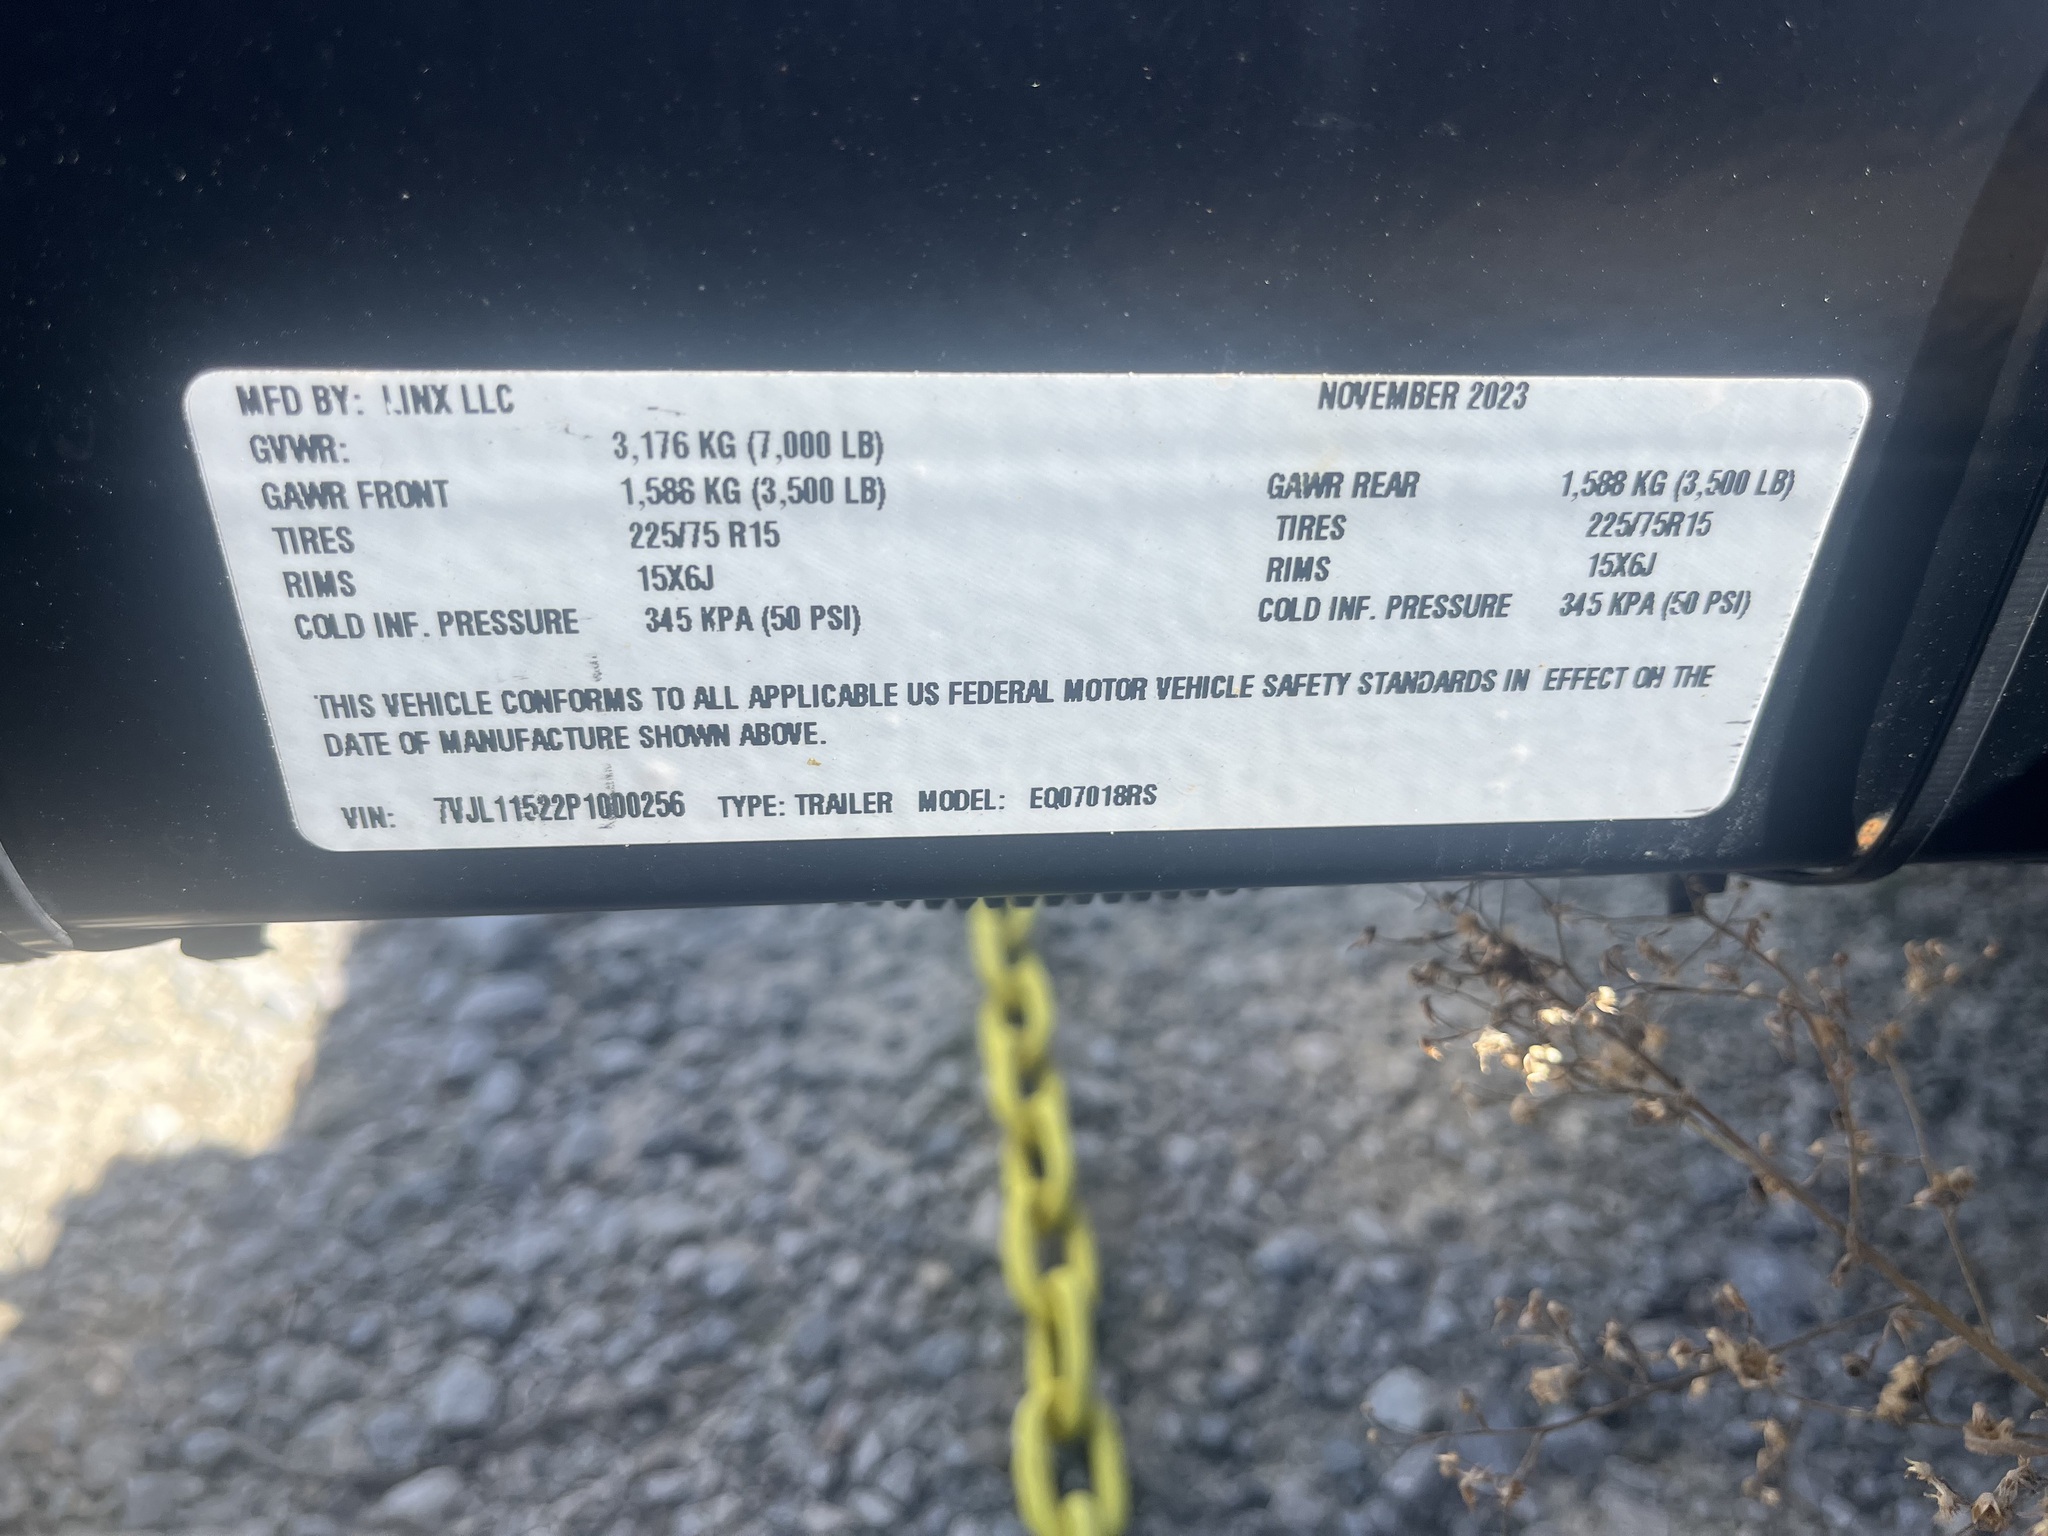 MFD BY: LINX LLC NOVEMBER 2023
GVWR: 3,176 KG (7,000 LB)
GAWR FRONT 1,588 KG (3,500 LB) GAWR REAR 1,588 KG (3,500 LB)
TIRES 225/75 R15 TIRES 225/75R15
RIMS 15X6J RIMS 15X6J
COLD INF. PRESSURE 345 KPA (50 PSI) COLD INF. PRESSURE 345 KPA (50 PSI)
THIS VEHICLE CONFORMS TO ALL APPLICABLE US FEDERAL MOTOR VEHICLE SAFETY STANDARDS IN EFFECT ON THE
DATE OF MANUFACTURE SHOWN ABOVE.
VIN: 7VJL11522P1000256 TYPE: TRAILER MODEL: EQ07018RS